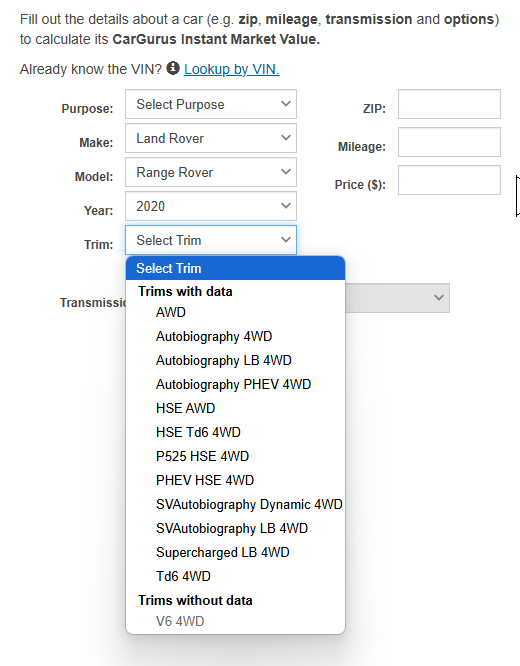 Fill out the details about a car (e.g. zip, mileage, transmission and options)
to calculate its CarGurus Instant Market Value.
Already know the VIN? Lookup by VIN.
Purpose: Select Purpose ZIP:
Make: Land Rover
Mileage:
Model: Range Rover
Price ($):
Year: 2020
Trim: Select Trim
Select Trim
Trims with data
Transmissi
AWD
Autobiography 4WD
Autobiography LB 4WD
Autobiography PHEV 4WD
HSE AWD
HSE Td6 4WD
P525 HSE 4WD
PHEV HSE 4WD
SVAutobiography Dynamic 4WD
SVAutobiography LB 4WD
Supercharged LB 4WD
Td6 4WD
Trims without data
V6 4WD